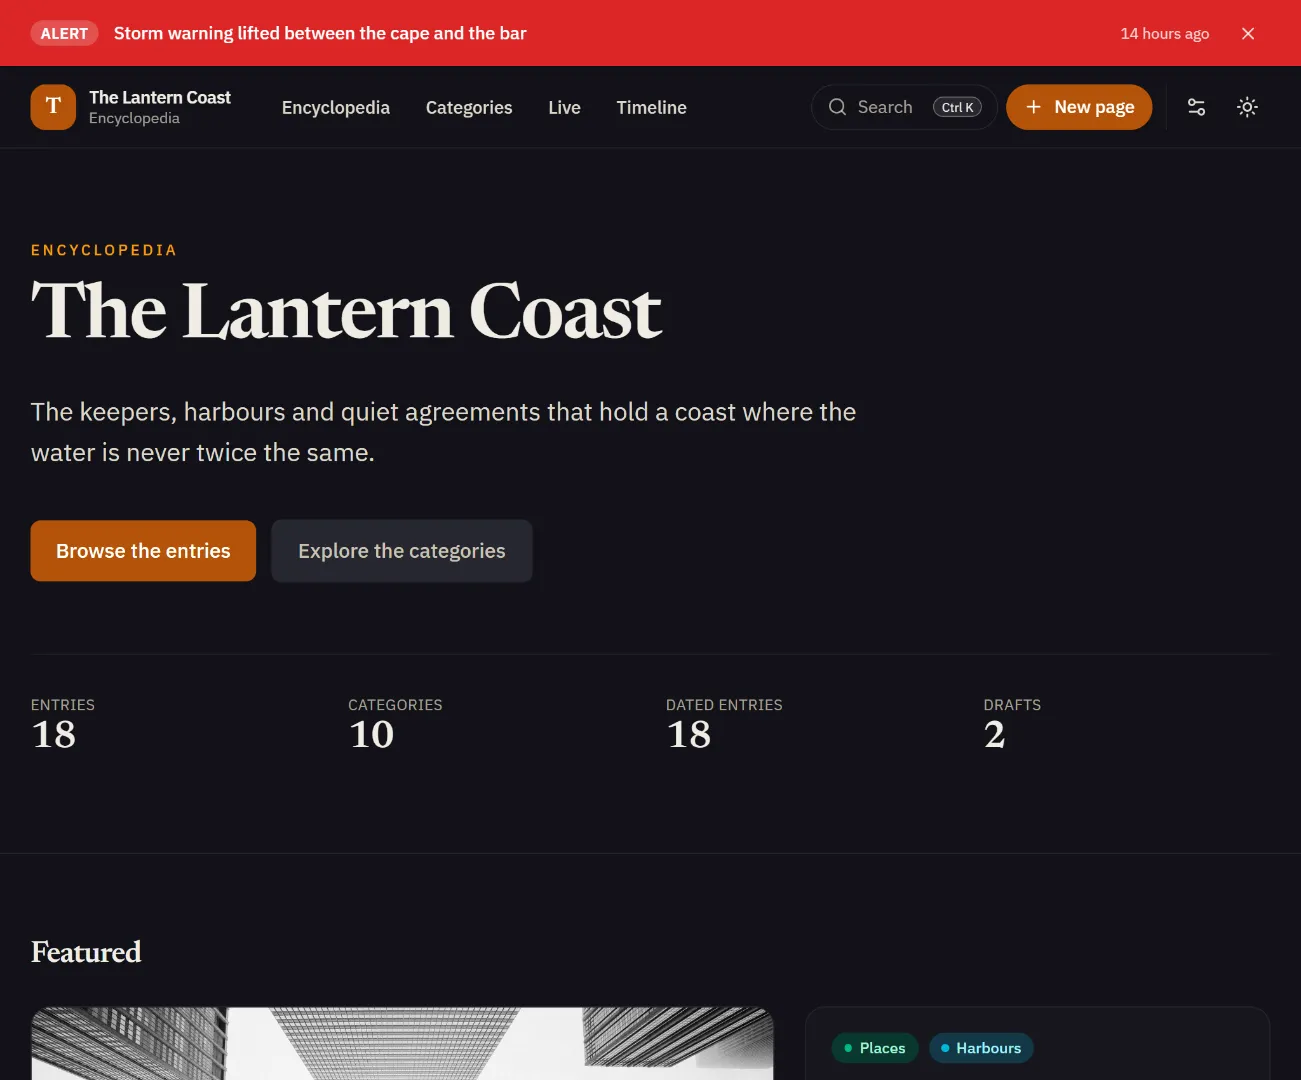 ALERT Storm warning lifted between the cape and the bar 14 hours ago
T The Lantern Coast
Encyclopedia
Encyclopedia Categories Live Timeline Search Ctrl K New page
ENCYCLOPEDIA
The Lantern Coast
The keepers, harbours and quiet agreements that hold a coast where the
water is never twice the same.
Browse the entries Explore the categories
ENTRIES CATEGORIES DATED ENTRIES DRAFTS
18 10 18 2
Featured
Places Harbours